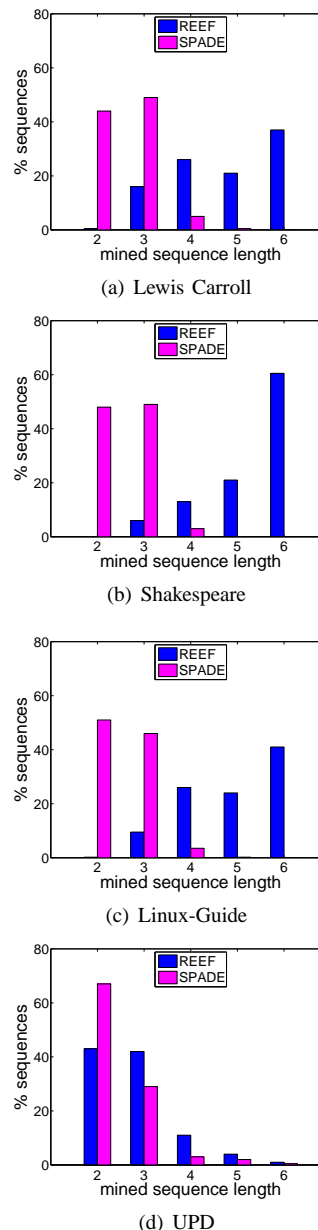 80
REEF
SPADE
60
40
20
0
% sequences
2 3 4 5 6
mined sequence length
(a) Lewis Carroll
80
REEF
SPADE
60
40
20
0
% sequences
2 3 4 5 6
mined sequence length
(b) Shakespeare
80
REEF
SPADE
60
40
20
0
% sequences
2 3 4 5 6
mined sequence length
(c) Linux-Guide
80
REEF
SPADE
60
40
20
0
% sequences
2 3 4 5 6
mined sequence length
(d) UPD